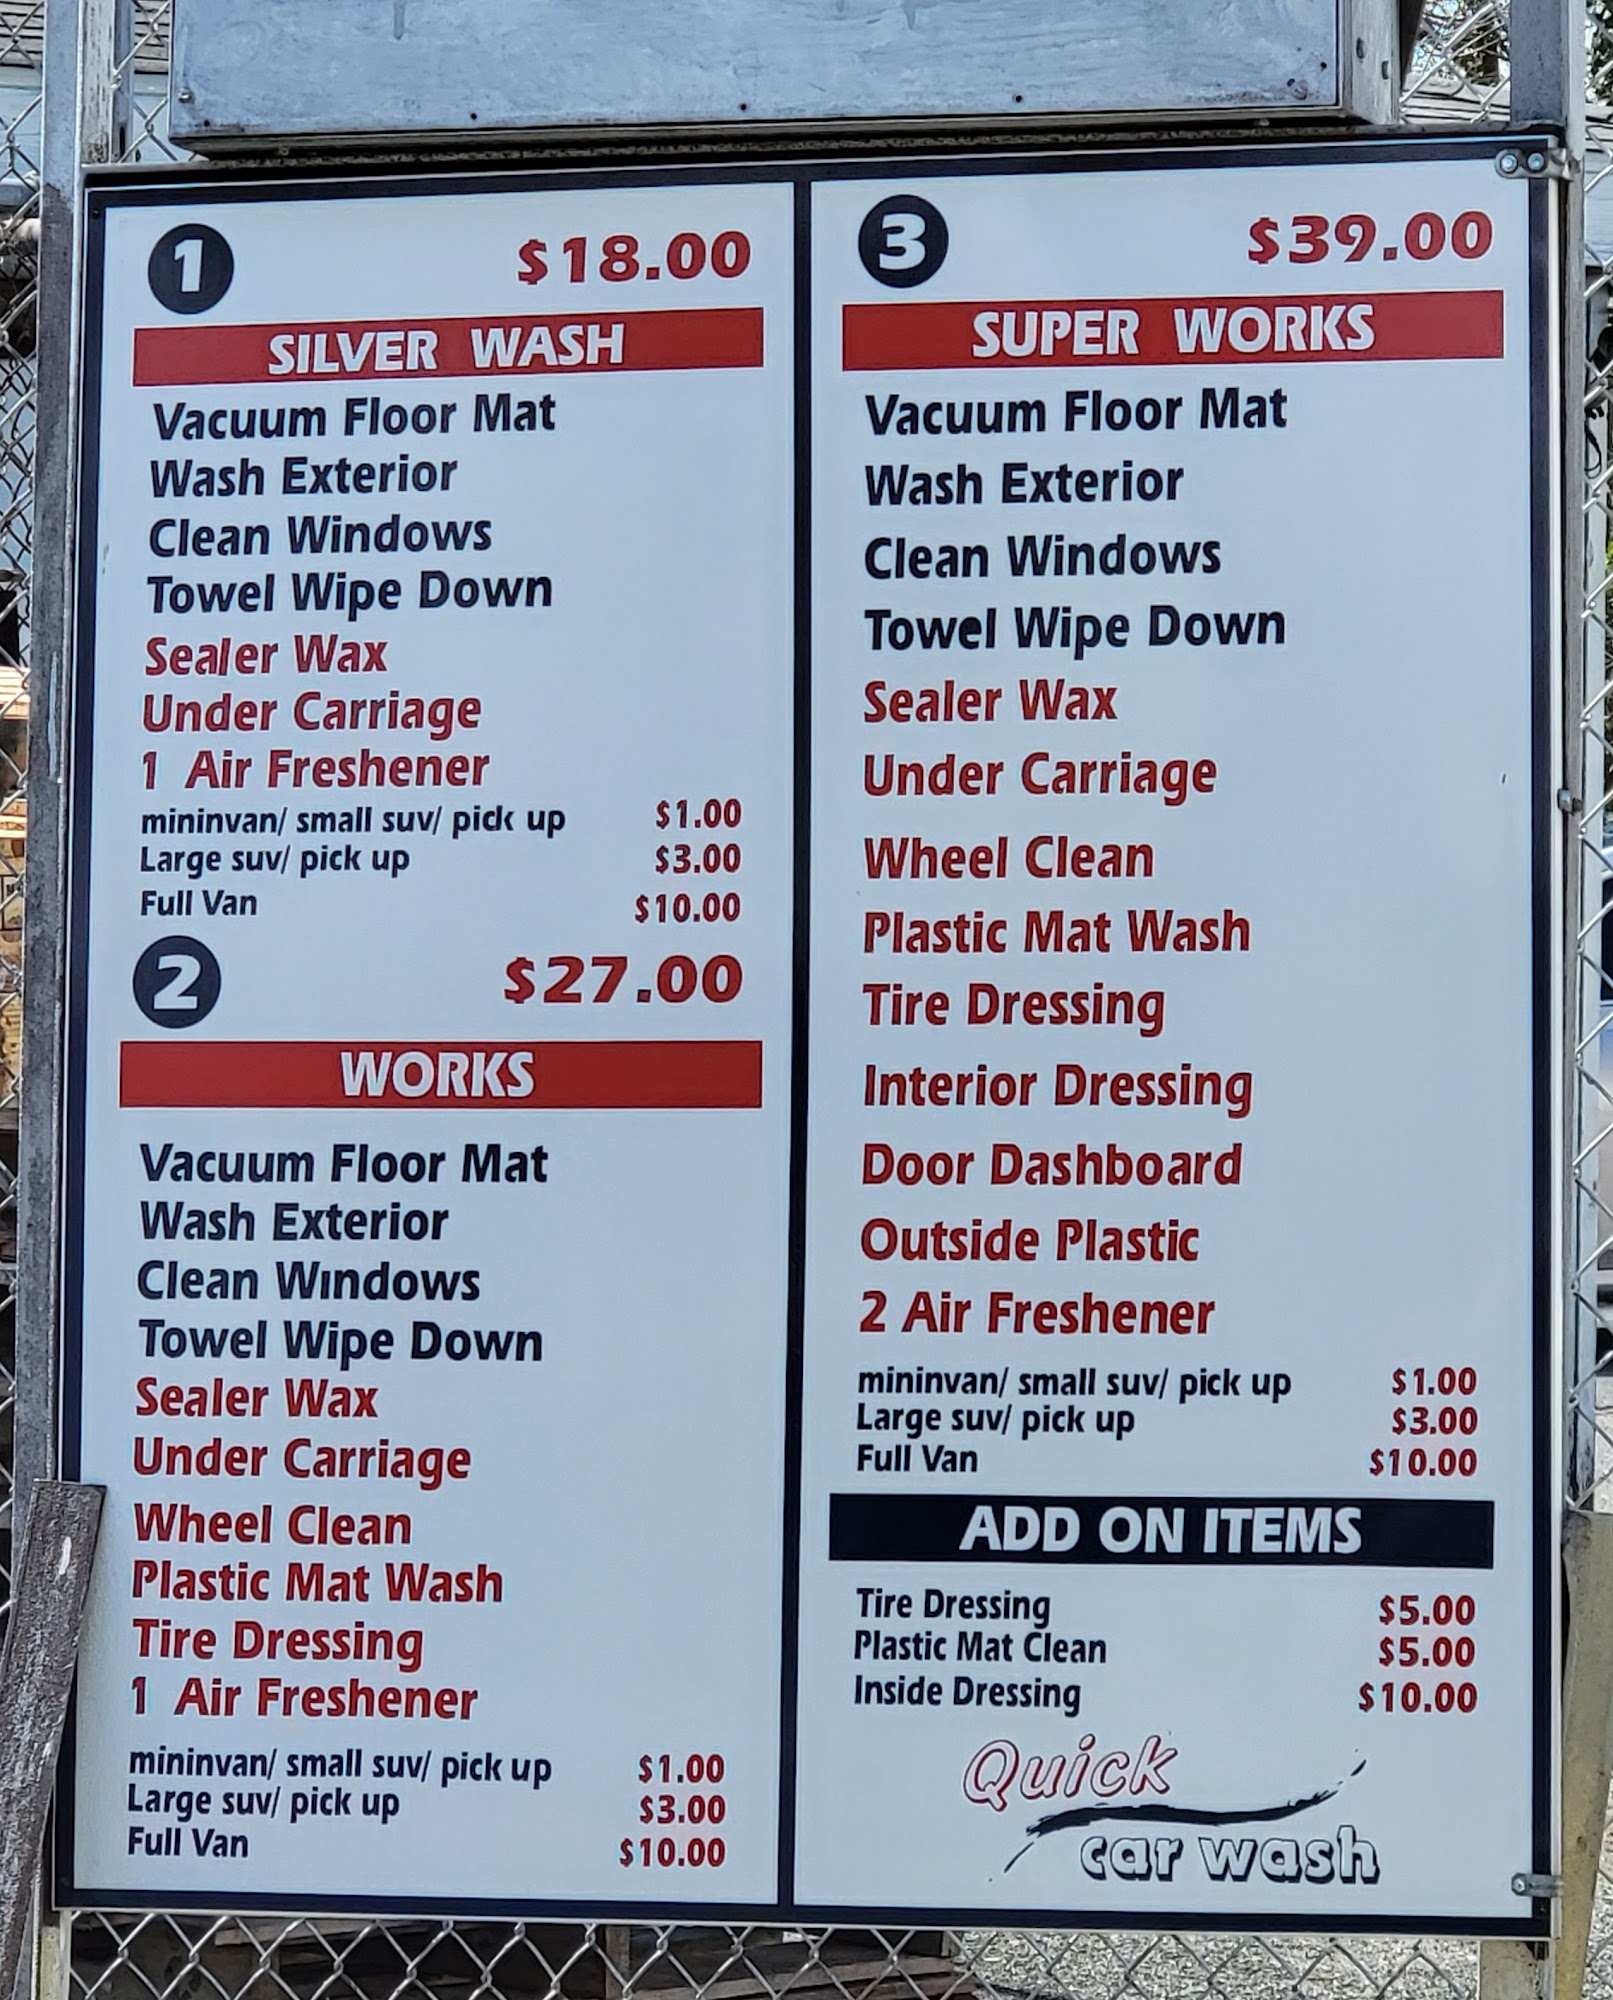 1 $18.00
SILVER WASH
Vacuum Floor Mat
Wash Exterior
Clean Windows
Towel Wipe Down
Sealer Wax
Under Carriage
1 Air Freshener
mininvan/ small suv/ pick up $1.00
Large suv/ pick up $3.00
Full Van $10.00
2 $27.00
WORKS
Vacuum Floor Mat
Wash Exterior
Clean Windows
Towel Wipe Down
Sealer Wax
Under Carriage
Wheel Clean
Plastic Mat Wash
Tire Dressing
1 Air Freshener
mininvan/ small suv/ pick up $1.00
Large suv/ pick up $3.00
Full Van $10.00
3 $39.00
SUPER WORKS
Vacuum Floor Mat
Wash Exterior
Clean Windows
Towel Wipe Down
Sealer Wax
Under Carriage
Wheel Clean
Plastic Mat Wash
Tire Dressing
Interior Dressing
Door Dashboard
Outside Plastic
2 Air Freshener
mininvan/ small suv/ pick up $1.00
Large suv/ pick up $3.00
Full Van $10.00
ADD ON ITEMS
Tire Dressing $5.00
Plastic Mat Clean $5.00
Inside Dressing $10.00
Quick
car wash